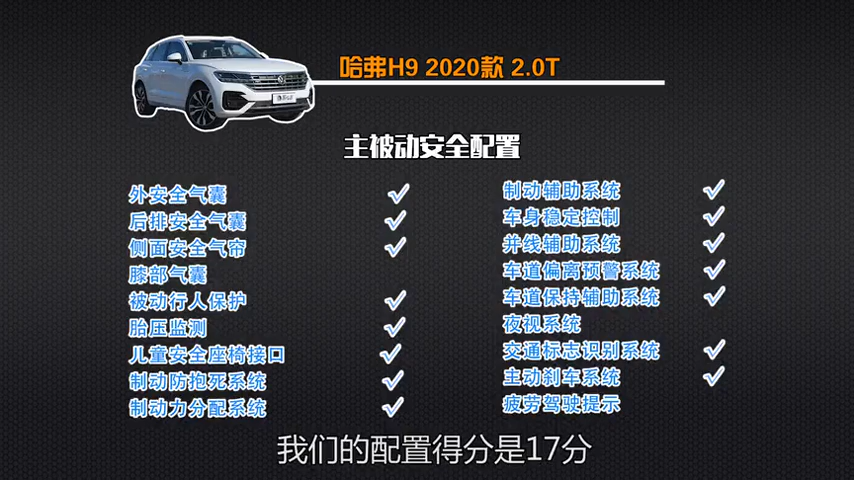 哈弗H9 2020款 2.0T
主被动安全配置
外安全气囊
后排安全气囊
侧面安全气帘
膝部气囊
被动行人保护
胎压监测
儿童安全座椅接口
制动防抱死系统
制动力分配系统
制动辅助系统
车身稳定控制
并线辅助系统
车道偏离预警系统
车道保持辅助系统
夜视系统
交通标志识别系统
主动刹车系统
疲劳驾驶提示
我们的配置得分是17分